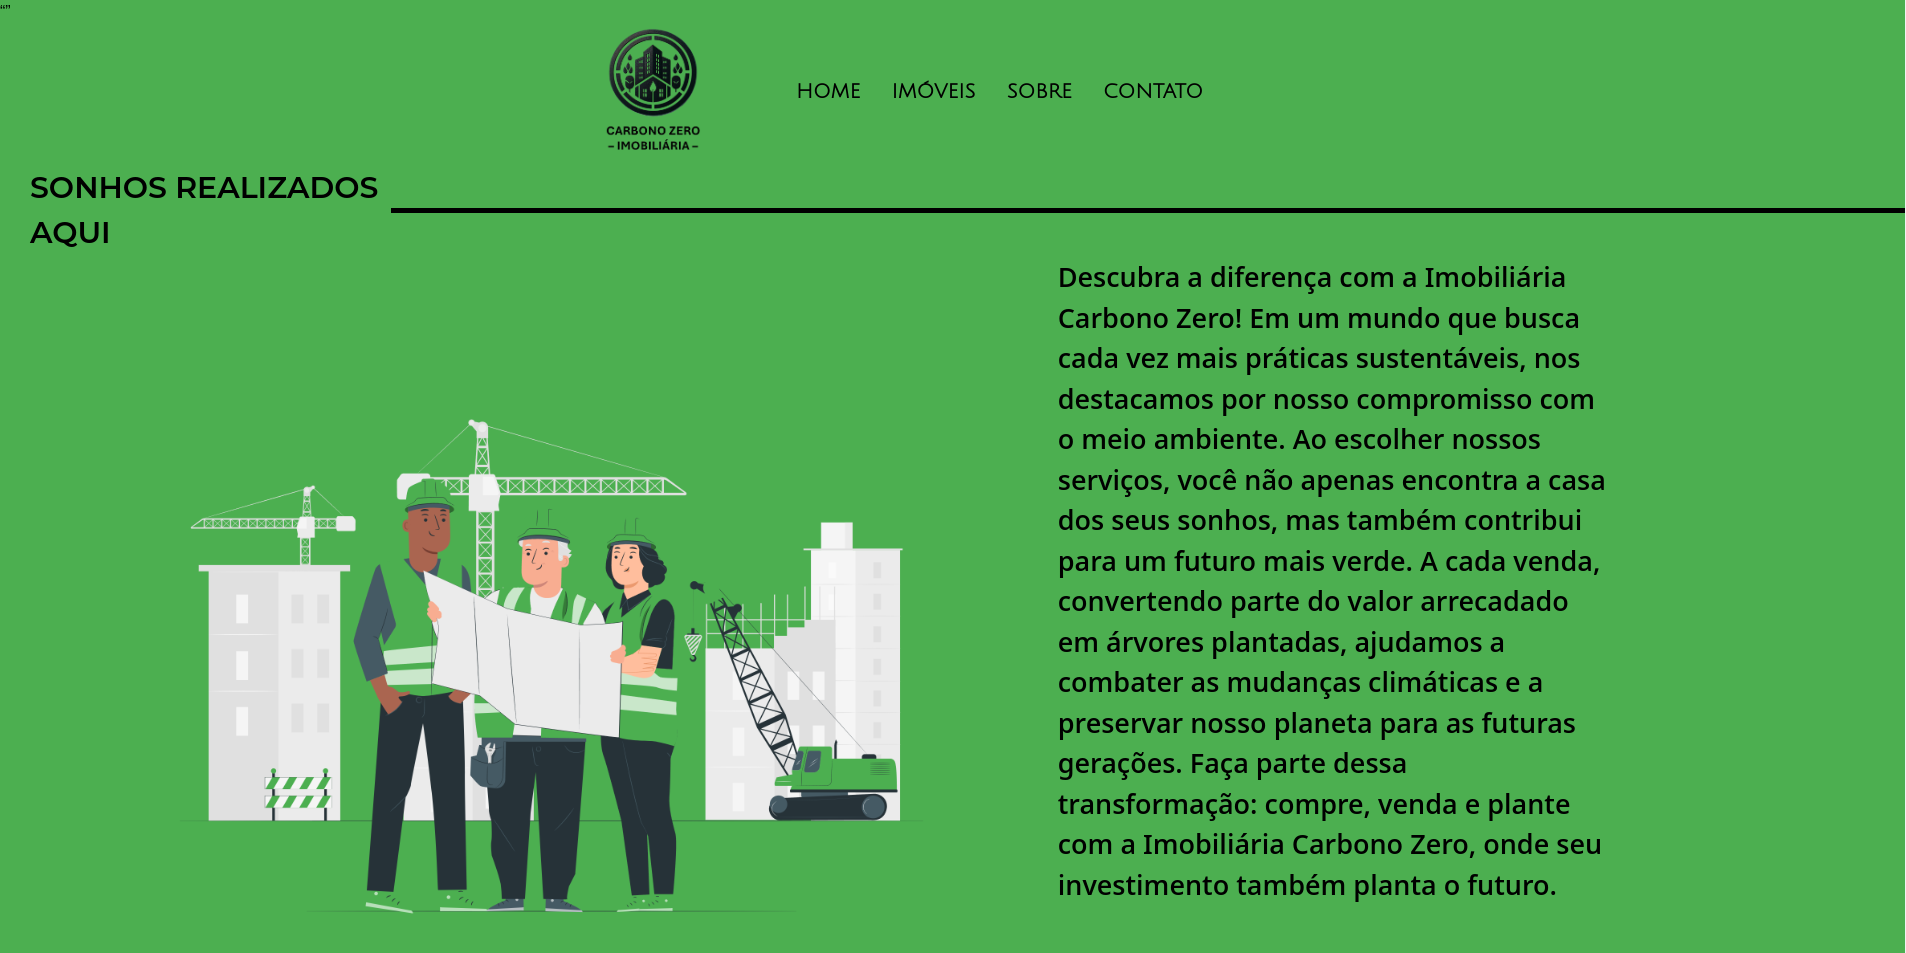 “”
CARBONO ZERO
– IMOBILIÁRIA –
HOME IMÓVEIS SOBRE CONTATO
SONHOS REALIZADOS
AQUI
Descubra a diferença com a Imobiliária
Carbono Zero! Em um mundo que busca
cada vez mais práticas sustentáveis, nos
destacamos por nosso compromisso com
o meio ambiente. Ao escolher nossos
serviços, você não apenas encontra a casa
dos seus sonhos, mas também contribui
para um futuro mais verde. A cada venda,
convertendo parte do valor arrecadado
em árvores plantadas, ajudamos a
combater as mudanças climáticas e a
preservar nosso planeta para as futuras
gerações. Faça parte dessa
transformação: compre, venda e plante
com a Imobiliária Carbono Zero, onde seu
investimento também planta o futuro.